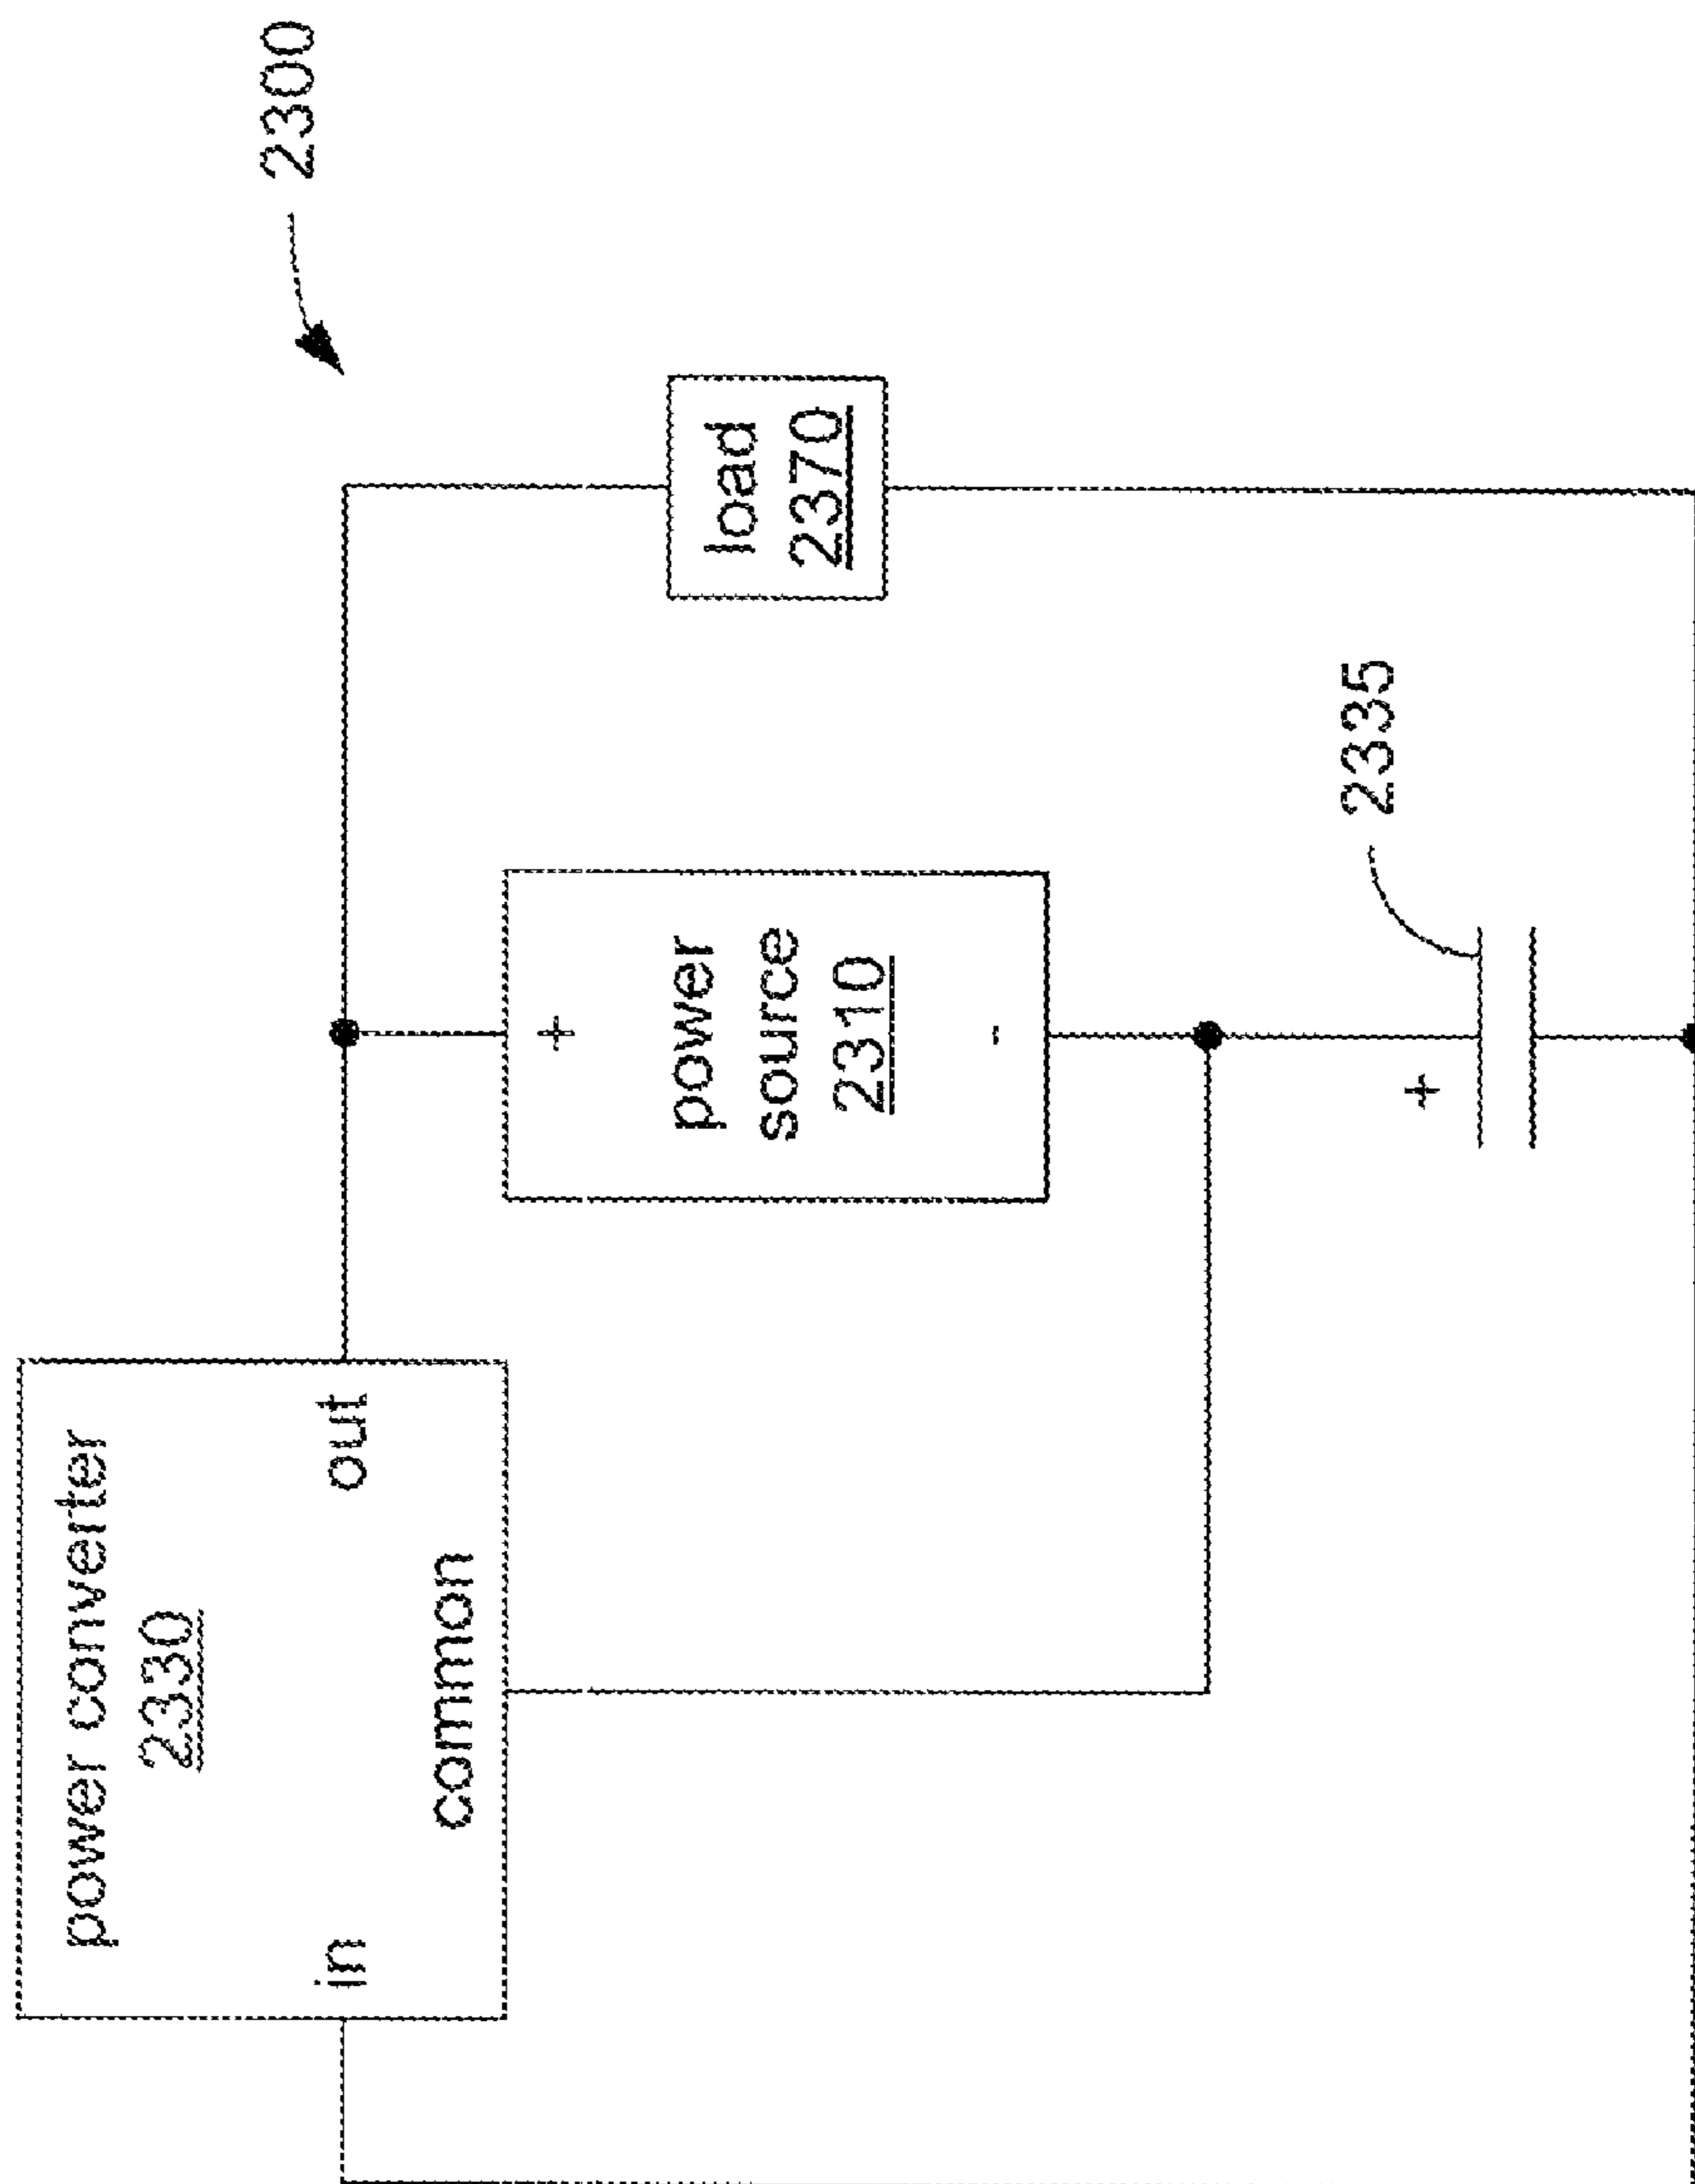 2300
power converter
2330
in
out
common
+
power
source
2310
-
load
2370
+
2335